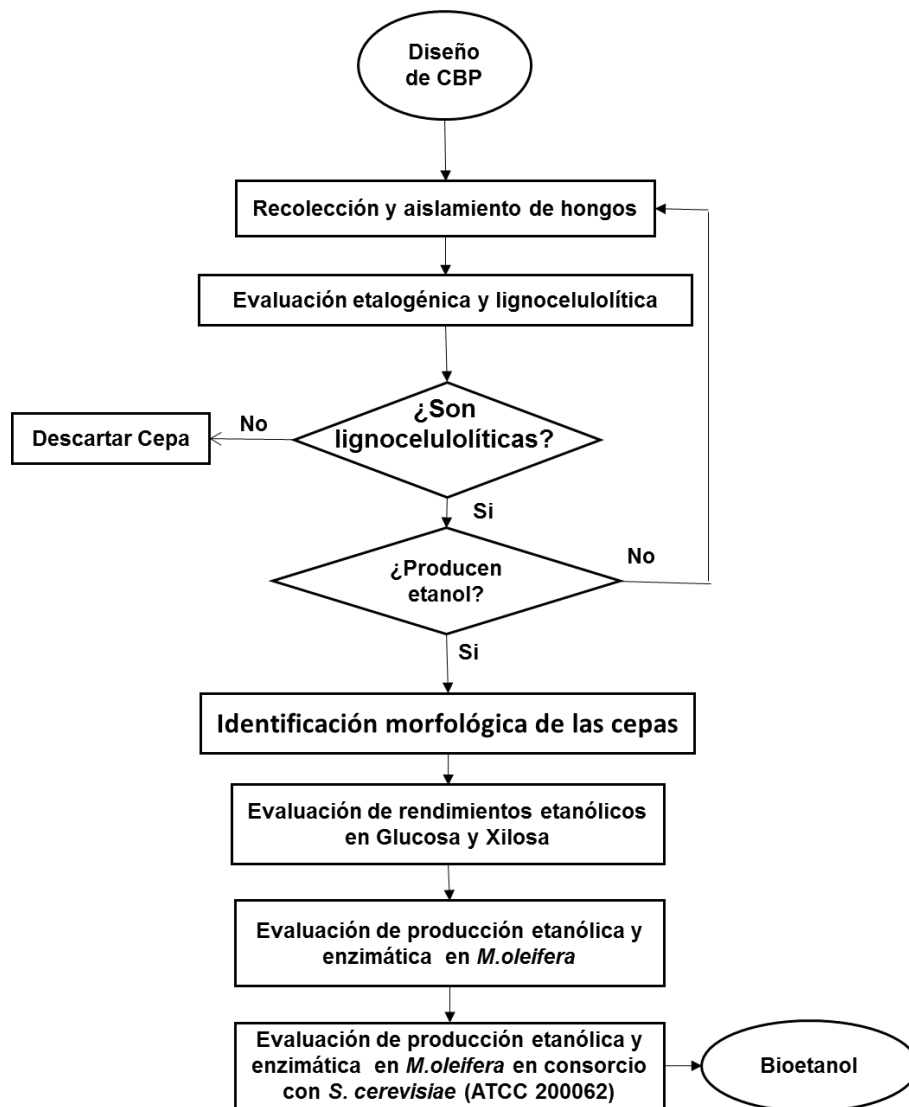 Diseño
de CBP
Recolección y aislamiento de hongos
Evaluación etalogénica y lignocelulolítica
¿Son
lignocelulolíticas?
No
Descartar Cepa
Si
¿Producen
etanol?
No
Si
Identificación morfológica de las cepas
Evaluación de rendimientos etanólicos
en Glucosa y Xilosa
Evaluación de producción etanólica y
enzimática en M.oleifera
Evaluación de producción etanólica y
enzimática en M.oleifera en consorcio
con S. cerevisiae (ATCC 200062)
Bioetanol